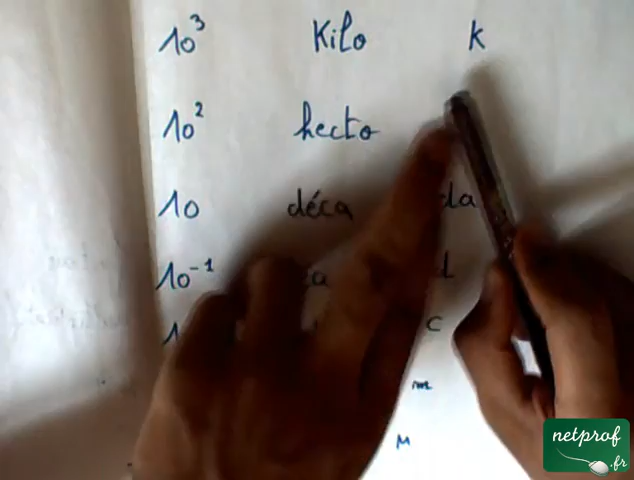 10³ Kilo k
10² hecto
10 déca da
10⁻¹ d
c
m
M
netprof
.fr